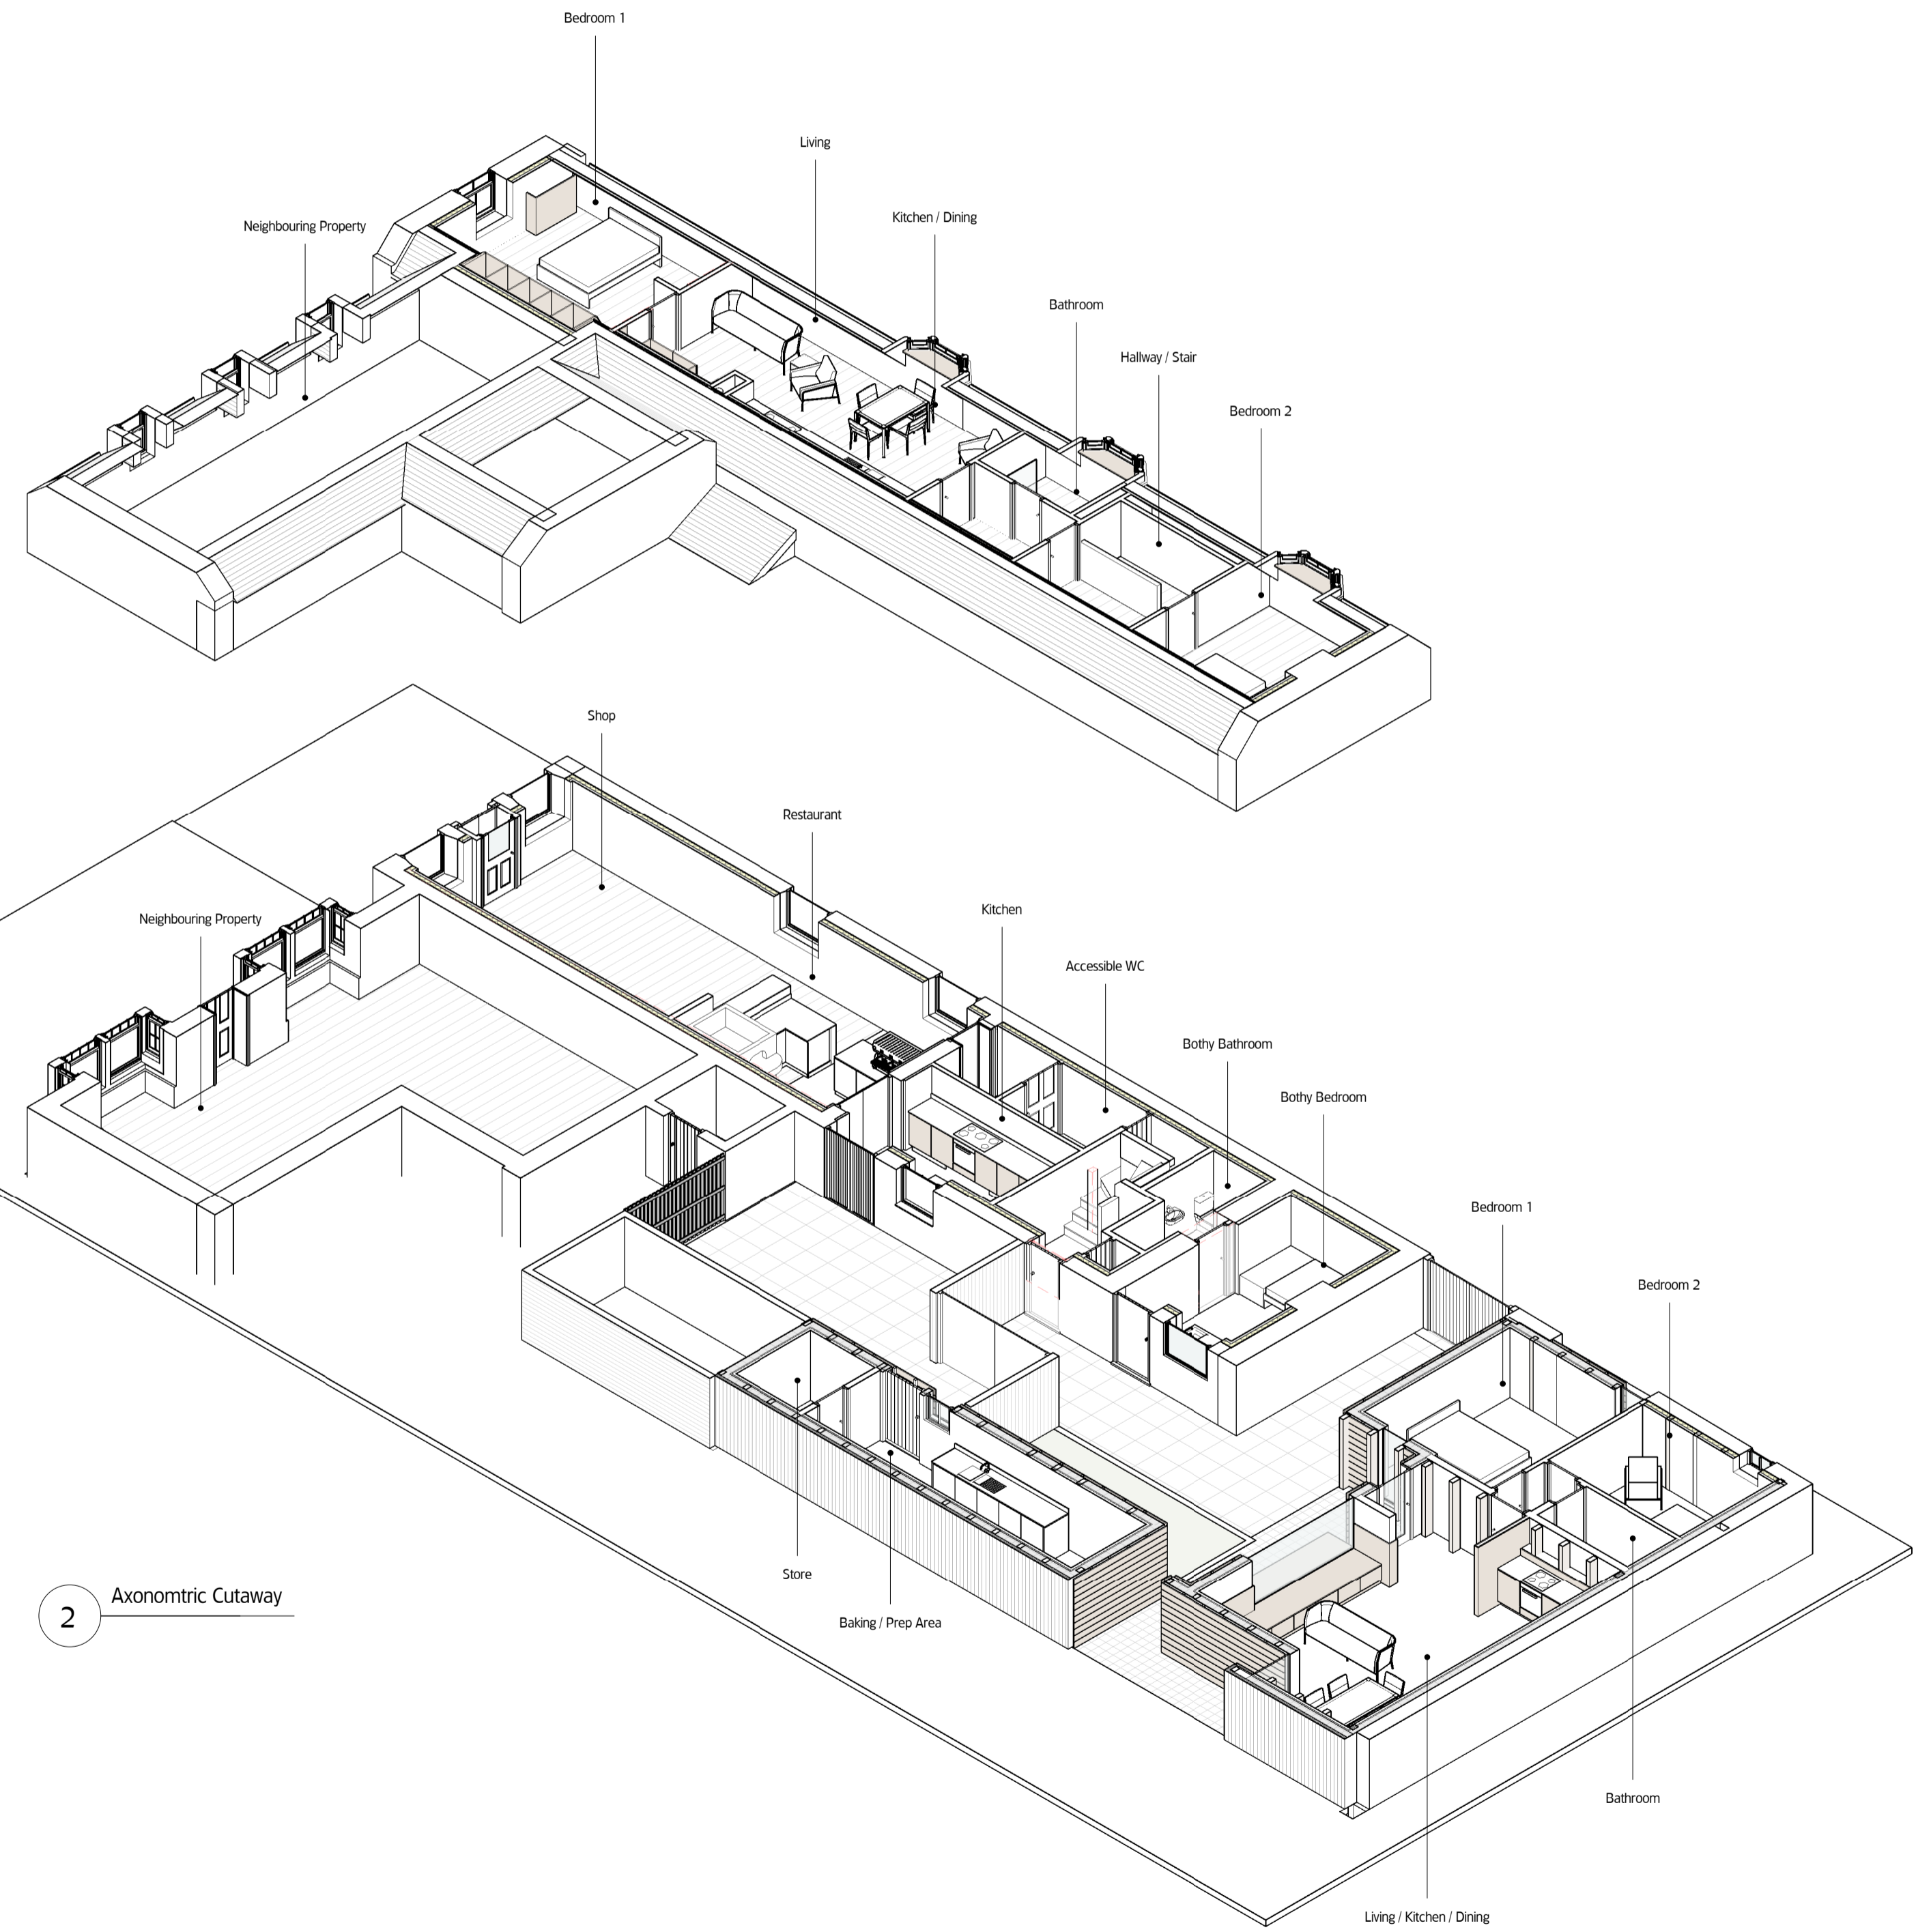 Bedroom 1
Living
Kitchen / Dining
Neighbouring Property
Bathroom
Hallway / Stair
Bedroom 2
Shop
Restaurant
Kitchen
Neighbouring Property
Accessible WC
Bothy Bathroom
Bothy Bedroom
Bedroom 1
Bedroom 2
Store
2 Axonomtric Cutaway
Baking / Prep Area
Bathroom
Living / Kitchen / Dining